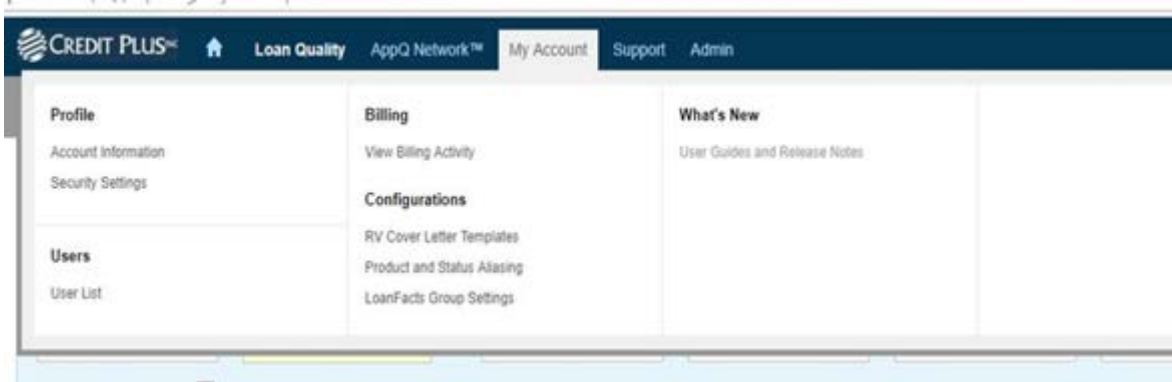 CREDIT PLUS Loan Quality AppQ Network™ My Account Support Admin
Profile
Account Information
Security Settings
Users
User List
Billing
View Billing Activity
Configurations
RV Cover Letter Templates
Product and Status Aliasing
LoanFacts Group Settings
What's New
User Guides and Release Notes